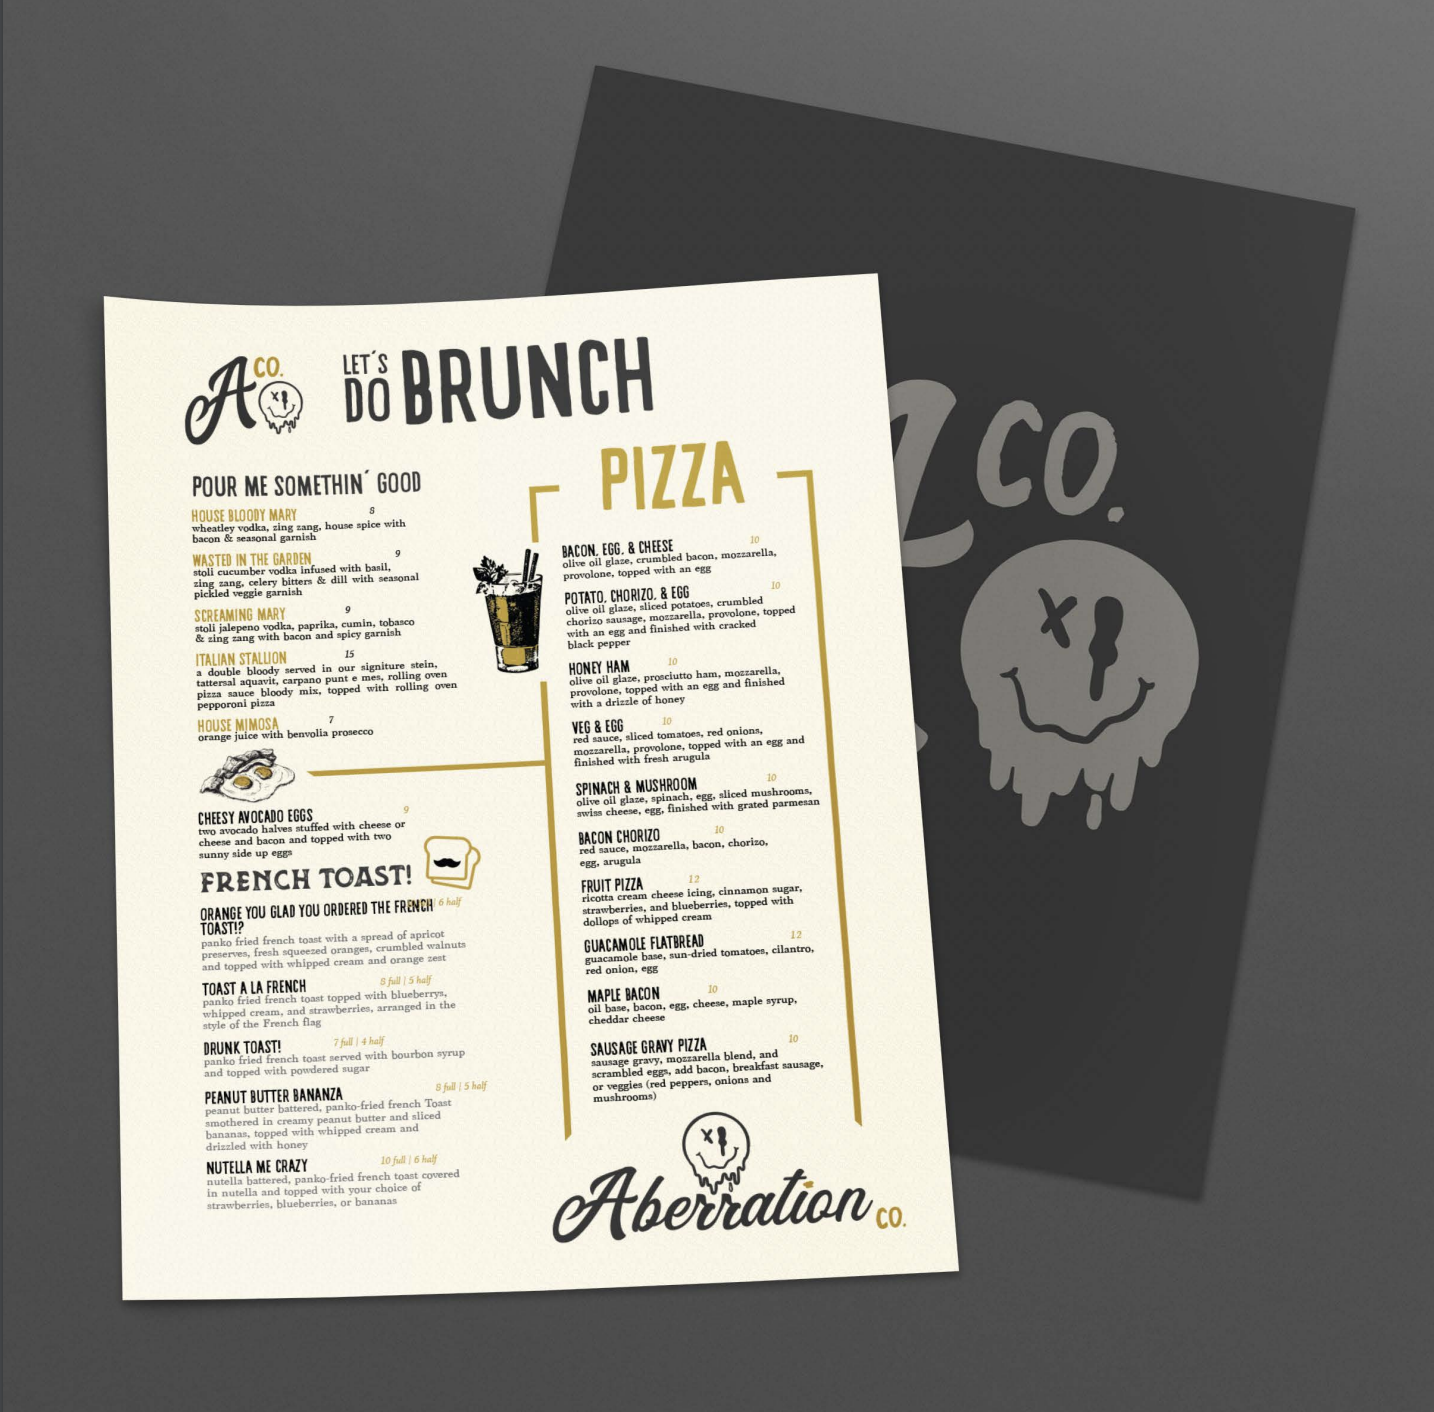 A CO.
LET'S
DO BRUNCH
POUR ME SOMETHIN' GOOD
HOUSE BLOODY MARY 8
wheatley vodka, zing zang, house spice with
bacon & seasonal garnish
WASTED IN THE GARDEN 9
stoli cucumber vodka infused with basil,
zing zang, celery bitters & dill with seasonal
pickled veggie garnish
SCREAMING MARY 9
stoli jalepeno vodka, paprika, cumin, tobasco
& zing zang with bacon and spicy garnish
ITALIAN STALLION 15
a double bloody served in our signiture stein,
tattersal aquavit, carpano punt e mes, rolling oven
pizza sauce bloody mix, topped with rolling oven
pepporoni pizza
HOUSE MIMOSA 7
orange juice with benvolia prosecco
CHEESY AVOCADO EGGS 9
two avocado halves stuffed with cheese or
cheese and bacon and topped with two
sunny side up eggs
FRENCH TOAST!
ORANGE YOU GLAD YOU ORDERED THE FRENCH | 6 half
TOAST!?
panko fried french toast with a spread of apricot
preserves, fresh squeezed oranges, crumbled walnuts
and topped with whipped cream and orange zest
TOAST A LA FRENCH 8 full | 5 half
panko fried french toast topped with blueberrys,
whipped cream, and strawberries, arranged in the
style of the French flag
DRUNK TOAST! 7 full | 4 half
panko fried french toast served with bourbon syrup
and topped with powdered sugar
PEANUT BUTTER BANANZA 8 full | 5 half
peanut butter battered, panko-fried french Toast
smothered in creamy peanut butter and sliced
bananas, topped with whipped cream and
drizzled with honey
NUTELLA ME CRAZY 10 full | 6 half
nutella battered, panko-fried french toast covered
in nutella and topped with your choice of
strawberries, blueberries, or bananas
PIZZA
BACON, EGG, & CHEESE 10
olive oil glaze, crumbled bacon, mozzarella,
provolone, topped with an egg
POTATO, CHORIZO, & EGG 10
olive oil glaze, sliced potatoes, crumbled
chorizo sausage, mozzarella, provolone, topped
with an egg and finished with cracked
black pepper
HONEY HAM 10
olive oil glaze, prosciutto ham, mozzarella,
provolone, topped with an egg and finished
with a drizzle of honey
VEG & EGG 10
red sauce, sliced tomatoes, red onions,
mozzarella, provolone, topped with an egg and
finished with fresh arugula
SPINACH & MUSHROOM 10
olive oil glaze, spinach, egg, sliced mushrooms,
swiss cheese, egg, finished with grated parmesan
BACON CHORIZO 10
red sauce, mozzarella, bacon, chorizo,
egg, arugula
FRUIT PIZZA 12
ricotta cream cheese icing, cinnamon sugar,
strawberries, and blueberries, topped with
dollops of whipped cream
GUACAMOLE FLATBREAD 12
guacamole base, sun-dried tomatoes, cilantro,
red onion, egg
MAPLE BACON 10
oil base, bacon, egg, cheese, maple syrup,
cheddar cheese
SAUSAGE GRAVY PIZZA 10
sausage gravy, mozzarella blend, and
scrambled eggs, add bacon, breakfast sausage,
or veggies (red peppers, onions and
mushrooms)
Aberration CO.
CO.